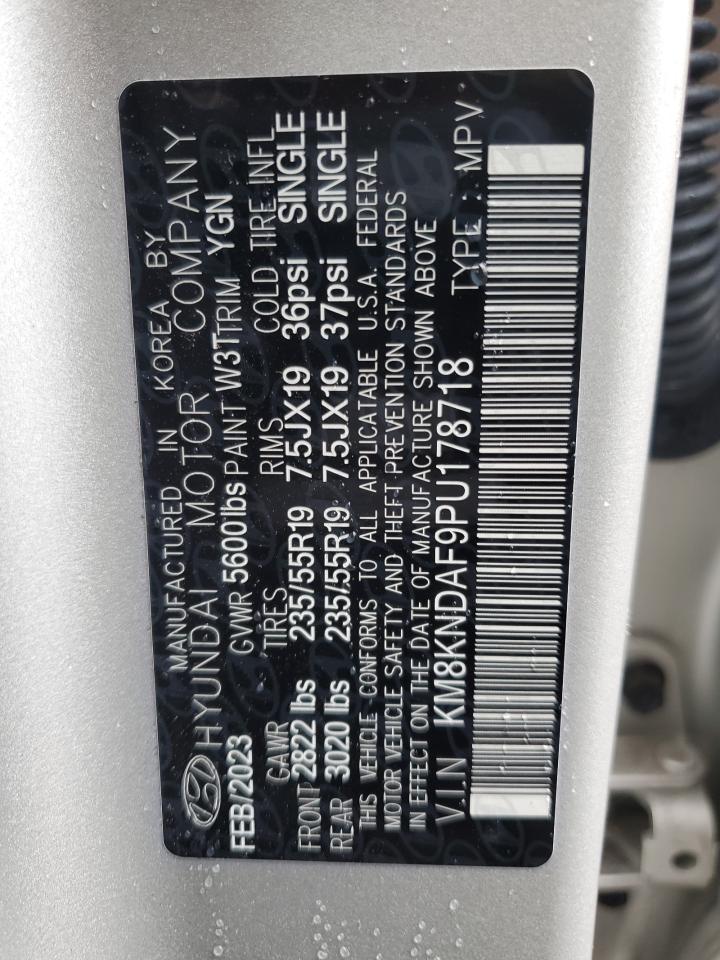 MANUFACTURED IN KOREA BY
HYUNDAI MOTOR COMPANY
FEB/2023 GVWR 5600lbs PAINT W3T TRIM YGN
GAWR TIRES RIMS COLD TIRE INFL
FRONT 2822 lbs 235/55R19 7.5JX19 36psi SINGLE
REAR 3020 lbs 235/55R19 7.5JX19 37psi SINGLE
THIS VEHICLE CONFORMS TO ALL APPLICATABLE U.S.A. FEDERAL
MOTOR VEHICLE SAFETY AND THEFT PREVENTION STANDARDS
IN EFFECT ON THE DATE OF MANUFACTURE SHOWN ABOVE
V.I.N KM8KNDAF9PU178718 TYPE : MPV